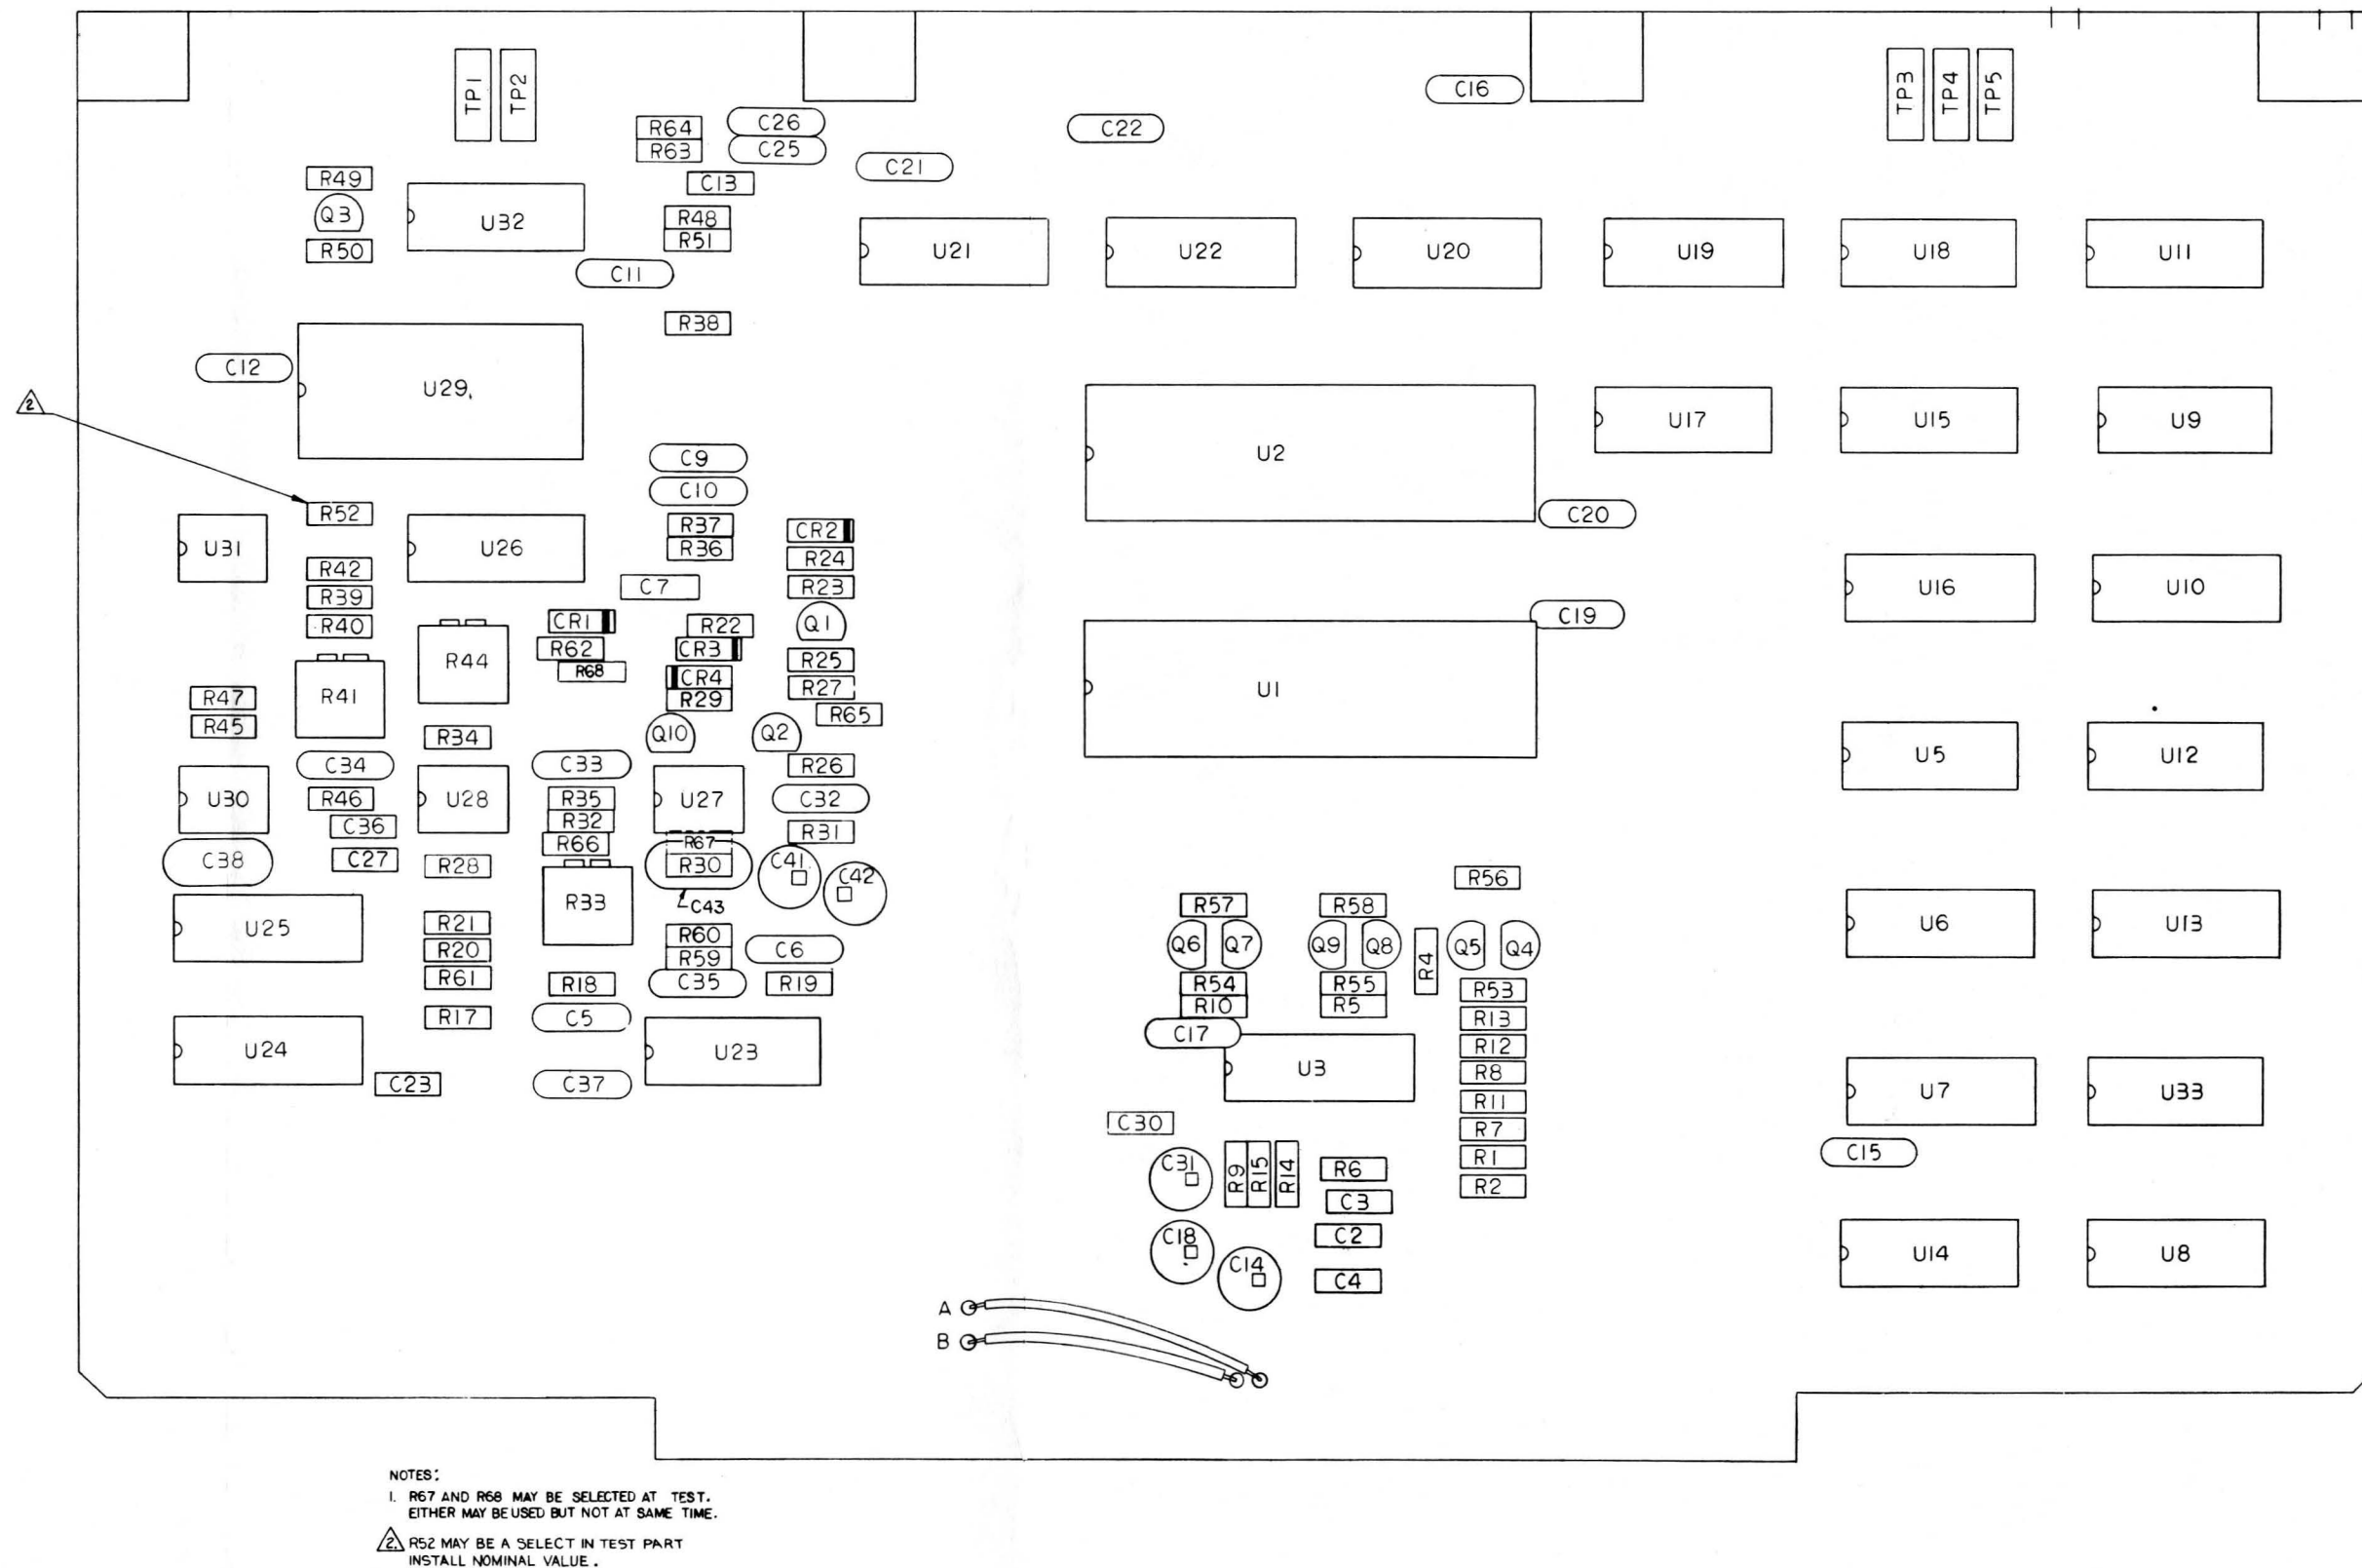 TP1
TP2
TP3
TP4
TP5
C16
R64
C26
C22
R63
C25
C21
R49
C13
Q3
U32
R48
R50
R51
U21
U22
U20
U19
U18
U11
C11
R38
C12
U29
2
U17
U15
U9
U2
C9
C10
R52
R37
CR2
C20
U31
U26
R36
R24
R42
C7
R23
U16
U10
R39
R40
CR1
R22
Q1
C19
R62
CR3
R44
R68
CR4
R25
R47
R41
R29
R27
U1
R45
R65
R34
Q10
Q2
U5
U12
C34
C33
R26
U30
R46
U28
R35
U27
C32
C36
R32
R31
R66
R67
C38
C27
R28
R30
C41
C42
R56
R33
C43
R57
R58
U25
R21
R60
U6
U13
R20
R59
C6
Q6
Q7
Q9
Q8
R4
Q5
Q4
R61
R18
C35
R19
R54
R55
R53
R10
R5
R17
C5
C17
R13
U24
U23
U3
R12
C23
C37
R8
U7
U33
R11
C30
R7
C31
R9
R15
R14
R6
R1
C15
C3
R2
C18
C2
U14
U8
C14
C4
A
B
NOTES:
1. R67 AND R68 MAY BE SELECTED AT TEST.
EITHER MAY BE USED BUT NOT AT SAME TIME.
2. R52 MAY BE A SELECT IN TEST PART
INSTALL NOMINAL VALUE.